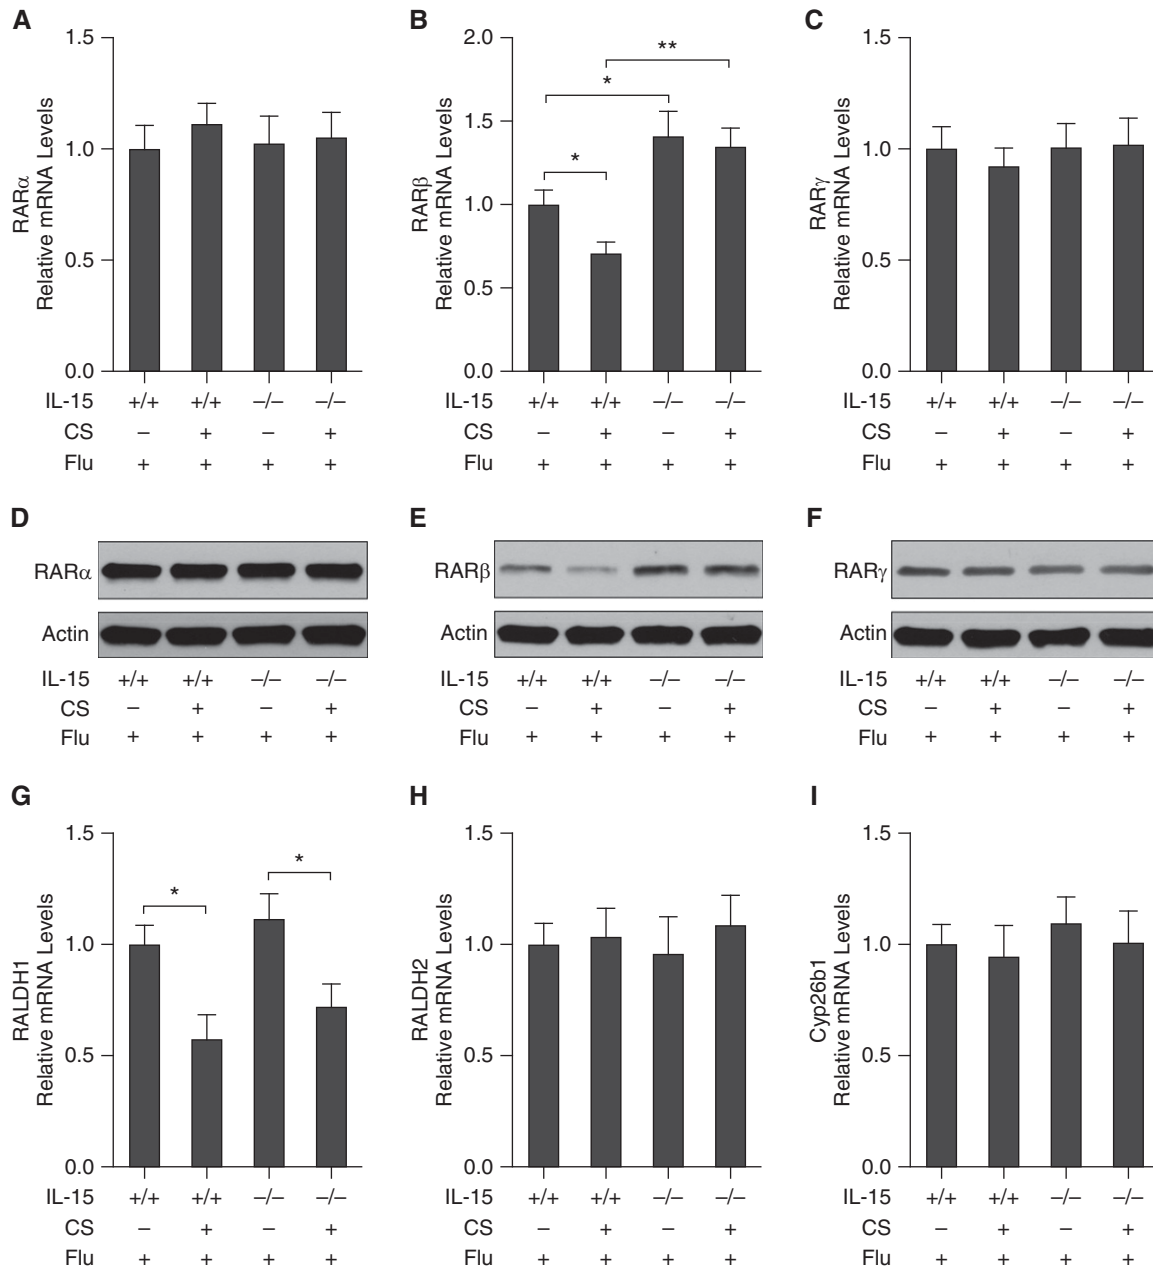 A
B
C
1.5
1.0
0.5
0.0
RARα
Relative mRNA Levels
IL-15 +/+ +/+ –/– –/–
CS – + – +
Flu + + + +
2.0
1.5
1.0
0.5
0.0
RARβ
Relative mRNA Levels
*
*
**
IL-15 +/+ +/+ –/– –/–
CS – + – +
Flu + + + +
1.5
1.0
0.5
0.0
RARγ
Relative mRNA Levels
IL-15 +/+ +/+ –/– –/–
CS – + – +
Flu + + + +
D
RARα
Actin
IL-15 +/+ +/+ –/– –/–
CS – + – +
Flu + + + +
E
RARβ
Actin
IL-15 +/+ +/+ –/– –/–
CS – + – +
Flu + + + +
F
RARγ
Actin
IL-15 +/+ +/+ –/– –/–
CS – + – +
Flu + + + +
G
1.5
1.0
0.5
0.0
RALDH1
Relative mRNA Levels
*
*
IL-15 +/+ +/+ –/– –/–
CS – + – +
Flu + + + +
H
1.5
1.0
0.5
0.0
RALDH2
Relative mRNA Levels
IL-15 +/+ +/+ –/– –/–
CS – + – +
Flu + + + +
I
1.5
1.0
0.5
0.0
Cyp26b1
Relative mRNA Levels
IL-15 +/+ +/+ –/– –/–
CS – + – +
Flu + + + +